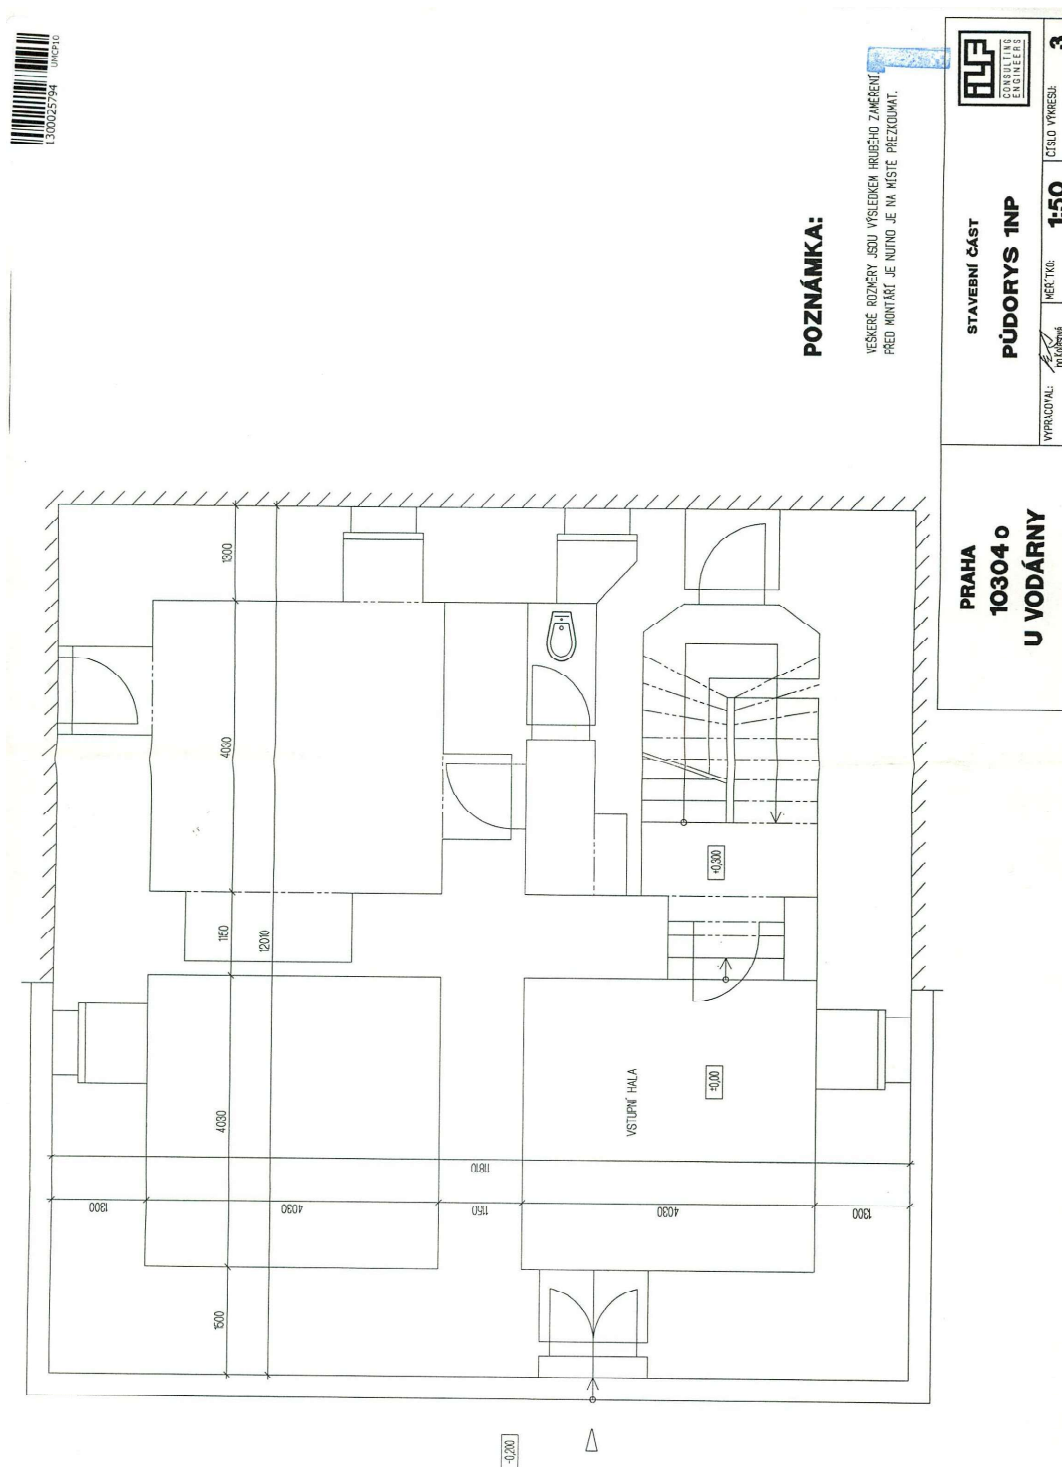 1300025794
UMCP10
POZNÁMKA:
VEŠKERÉ ROZMĚRY JSOU VÝSLEDKEM HRUBÉHO ZAMĚŘENÍ,
PŘED MONTÁŽÍ JE NUTNO JE NA MÍSTĚ PŘEZKOUMAT.
CONSULTING
ENGINEERS
STAVEBNÍ ČÁST
PŮDORYS 1NP
VYPRACOVAL:
MĚŘÍTKO:
1:50
ČÍSLO VÝKRESU:
3
PRAHA
10304 o
U VODÁRNY
1300
4030
1150
12010
4030
1500
1300
4030
1150
11810
4030
1300
+0,300
VSTUPNÍ HALA
±0,00
-0,200